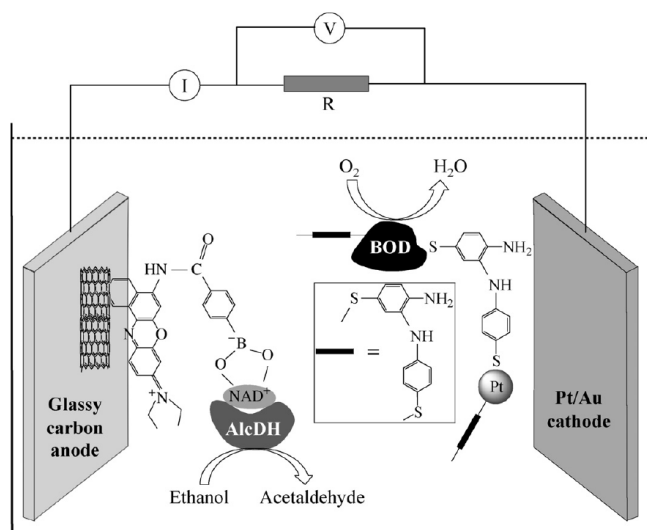 V
I
R
O₂
H₂O
BOD
S
NH₂
NH
S
Pt
HN
C
O
N
O
N
+
B
−
O
O
NAD⁺
AlcDH
Ethanol
Acetaldehyde
S
NH₂
NH
S
=
Glassy
carbon
anode
Pt/Au
cathode